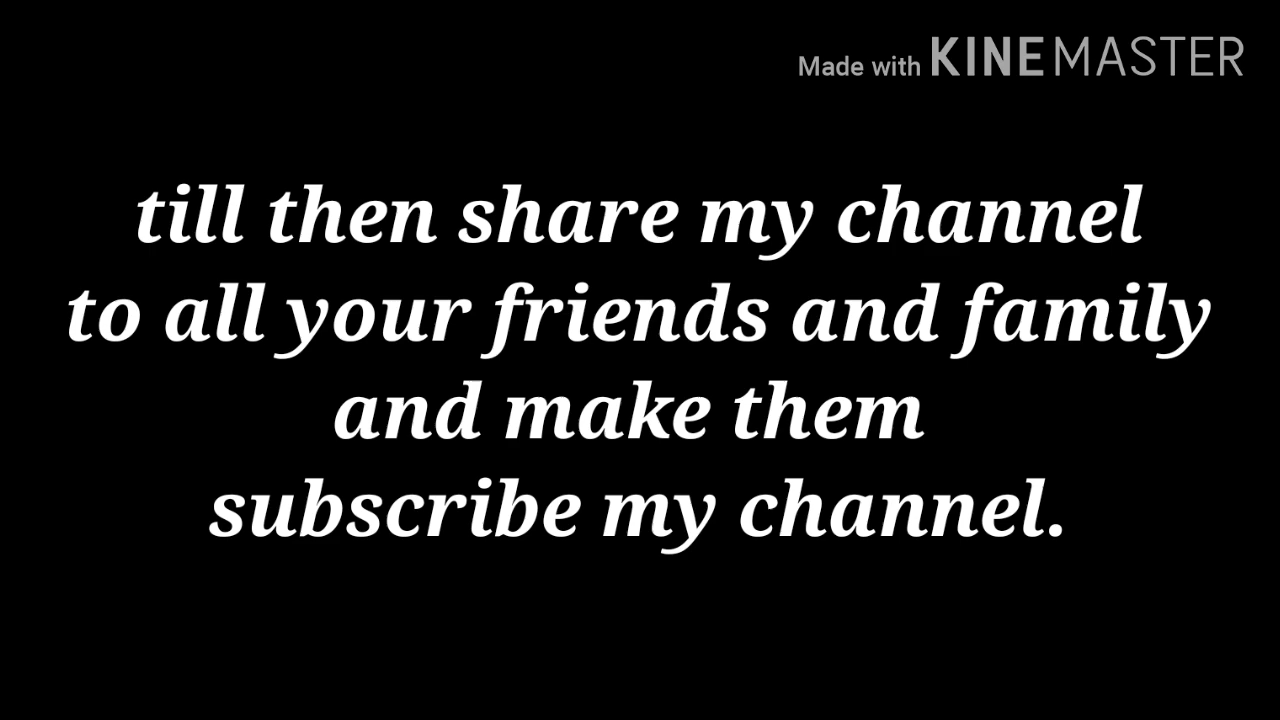 Made with KINEMASTER
till then share my channel
to all your friends and family
and make them
subscribe my channel.